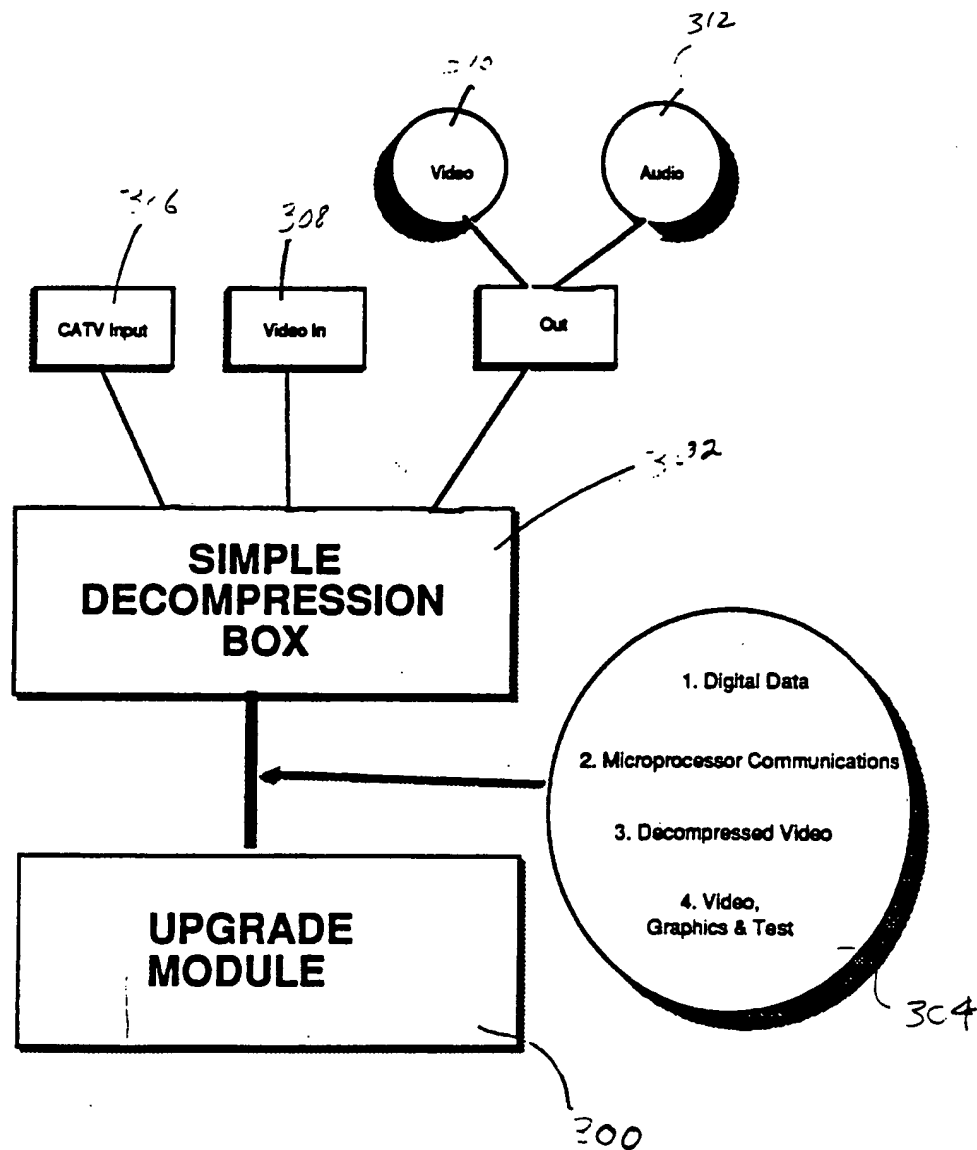 312
308
Video
Audio
CATV Input
Video In
Out
SIMPLE
DECOMPRESSION
BOX
1. Digital Data
2. Microprocessor Communications
3. Decompressed Video
4. Video,
Graphics & Test
UPGRADE
MODULE
304
300